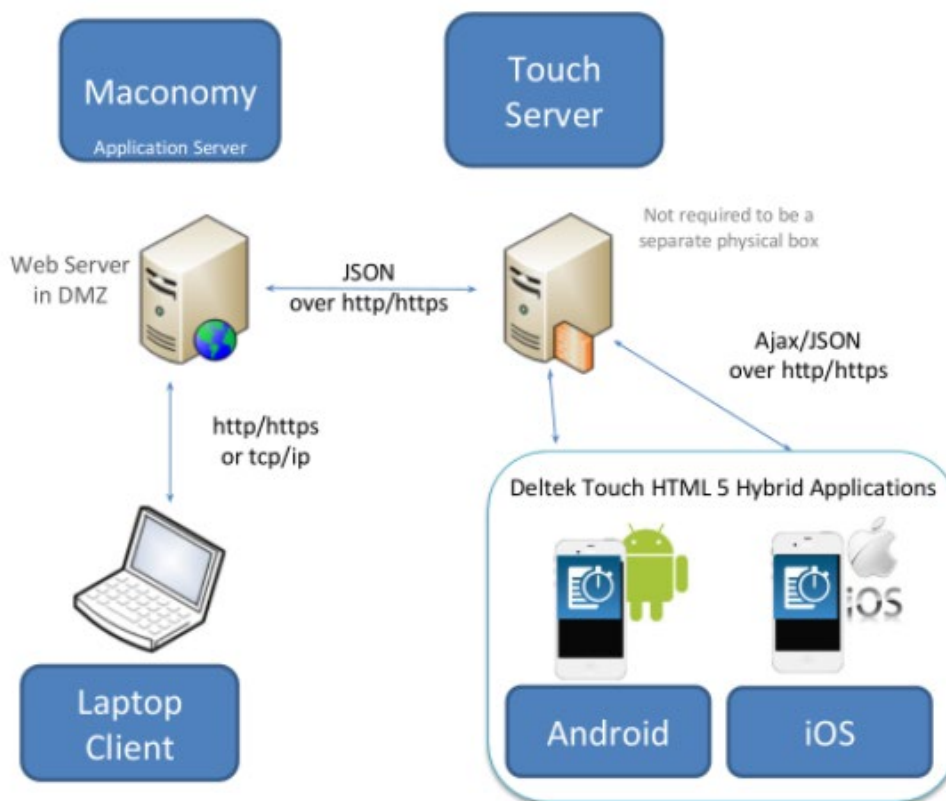 Maconomy
Application Server
Touch
Server
Not required to be a
separate physical box
Web Server
in DMZ
JSON
over http/https
Ajax/JSON
over http/https
http/https
or tcp/ip
Deltek Touch HTML 5 Hybrid Applications
iOS
Laptop
Client
Android
iOS